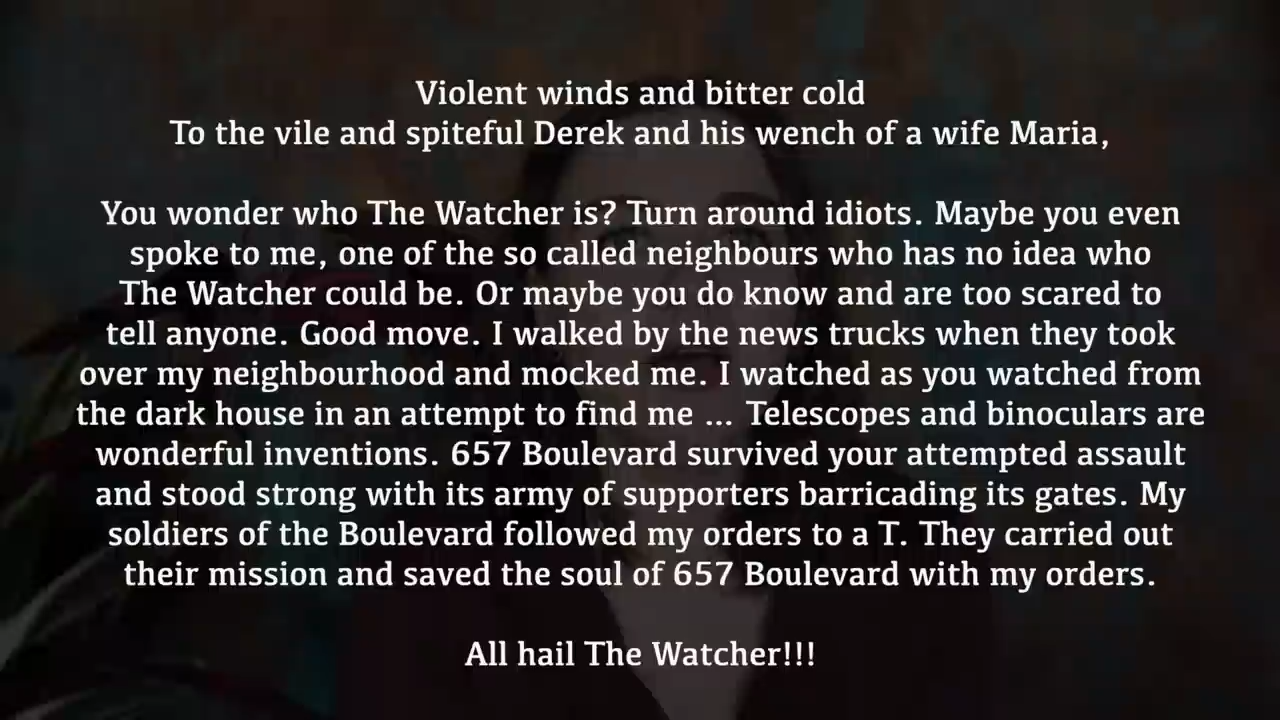 Violent winds and bitter cold
To the vile and spiteful Derek and his wench of a wife Maria,
You wonder who The Watcher is? Turn around idiots. Maybe you even
spoke to me, one of the so called neighbours who has no idea who
The Watcher could be. Or maybe you do know and are too scared to
tell anyone. Good move. I walked by the news trucks when they took
over my neighbourhood and mocked me. I watched as you watched from
the dark house in an attempt to find me ... Telescopes and binoculars are
wonderful inventions. 657 Boulevard survived your attempted assault
and stood strong with its army of supporters barricading its gates. My
soldiers of the Boulevard followed my orders to a T. They carried out
their mission and saved the soul of 657 Boulevard with my orders.
All hail The Watcher!!!